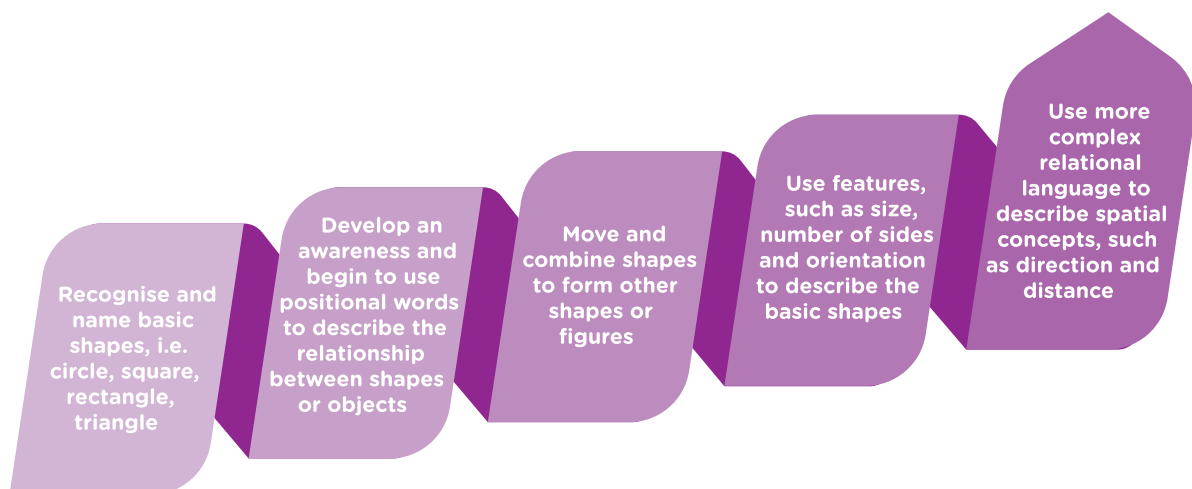 Recognise and
name basic
shapes, i.e.
circle, square,
rectangle,
triangle
Develop an
awareness and
begin to use
positional words
to describe the
relationship
between shapes
or objects
Move and
combine shapes
to form other
shapes or
figures
Use features,
such as size,
number of sides
and orientation
to describe the
basic shapes
Use more
complex
relational
language to
describe spatial
concepts, such
as direction and
distance